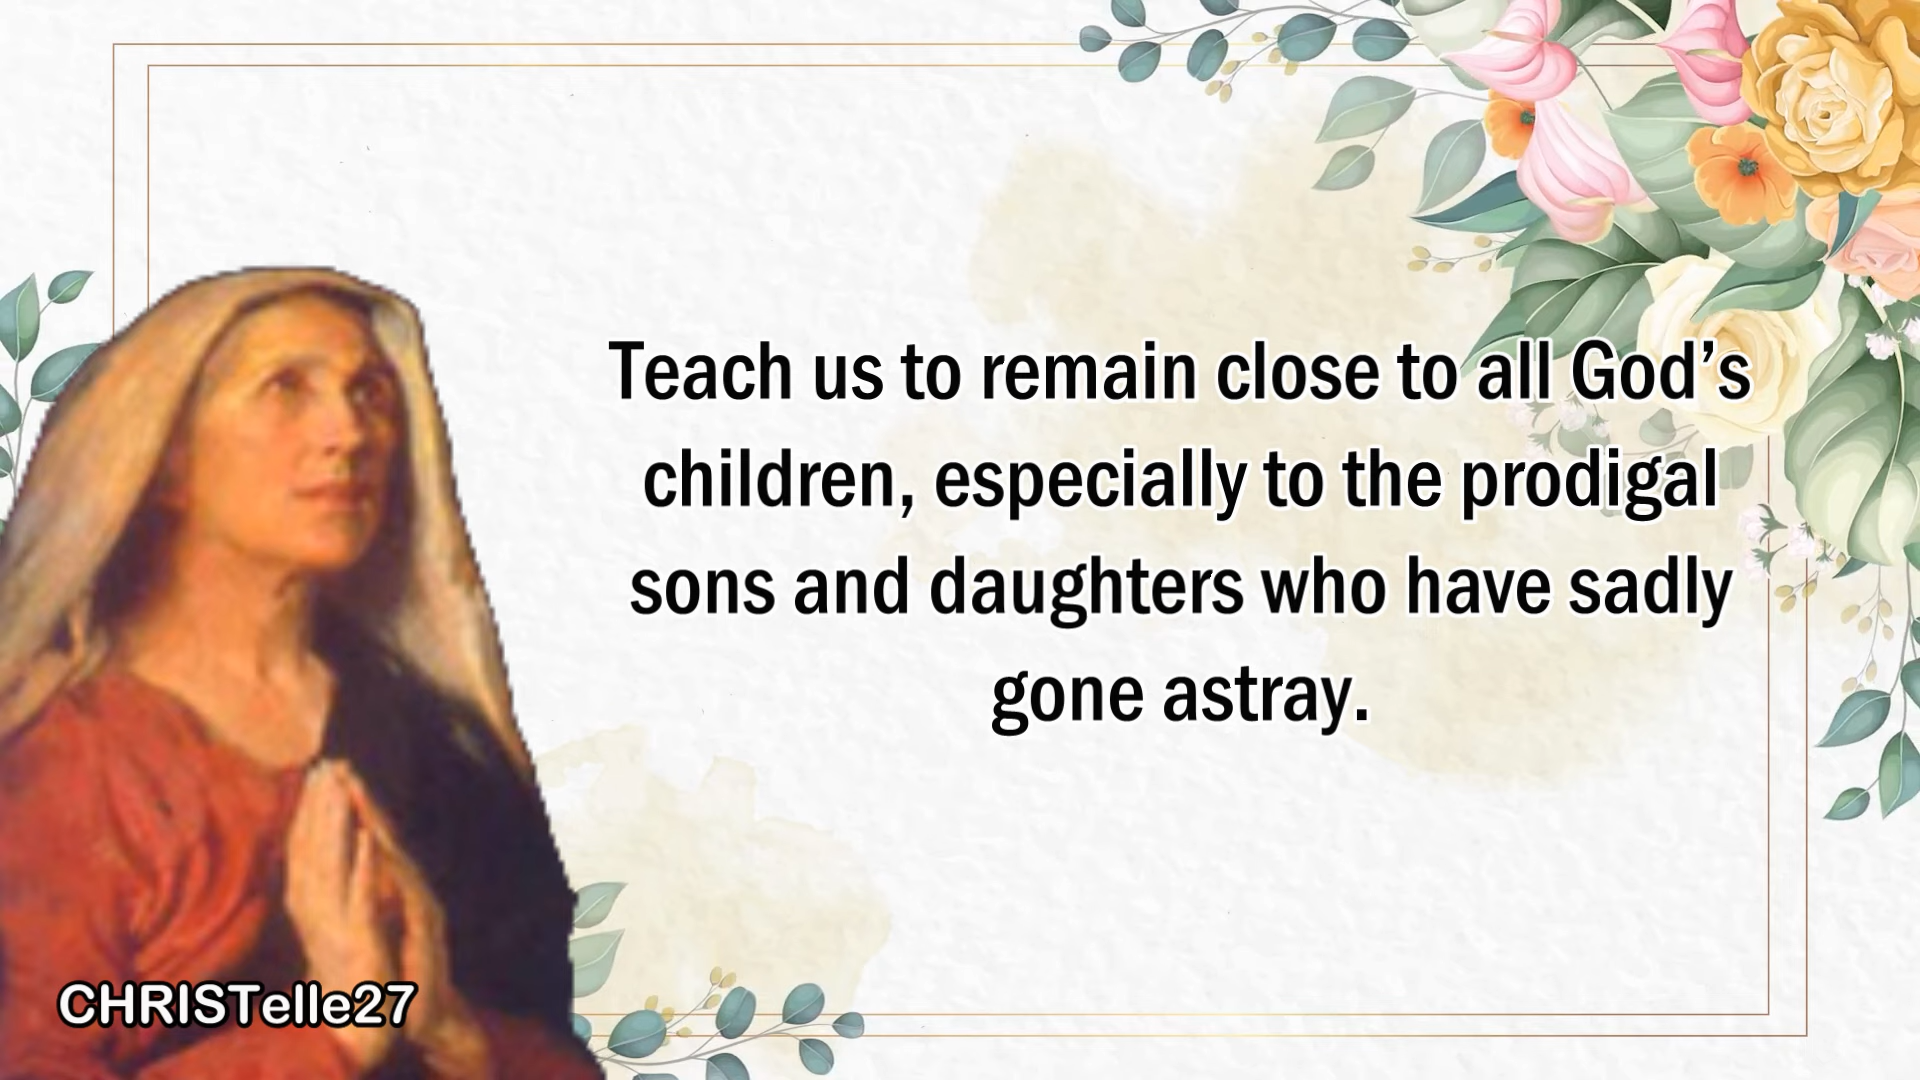 Teach us to remain close to all God’s
children, especially to the prodigal
sons and daughters who have sadly
gone astray.
CHRISTelle27